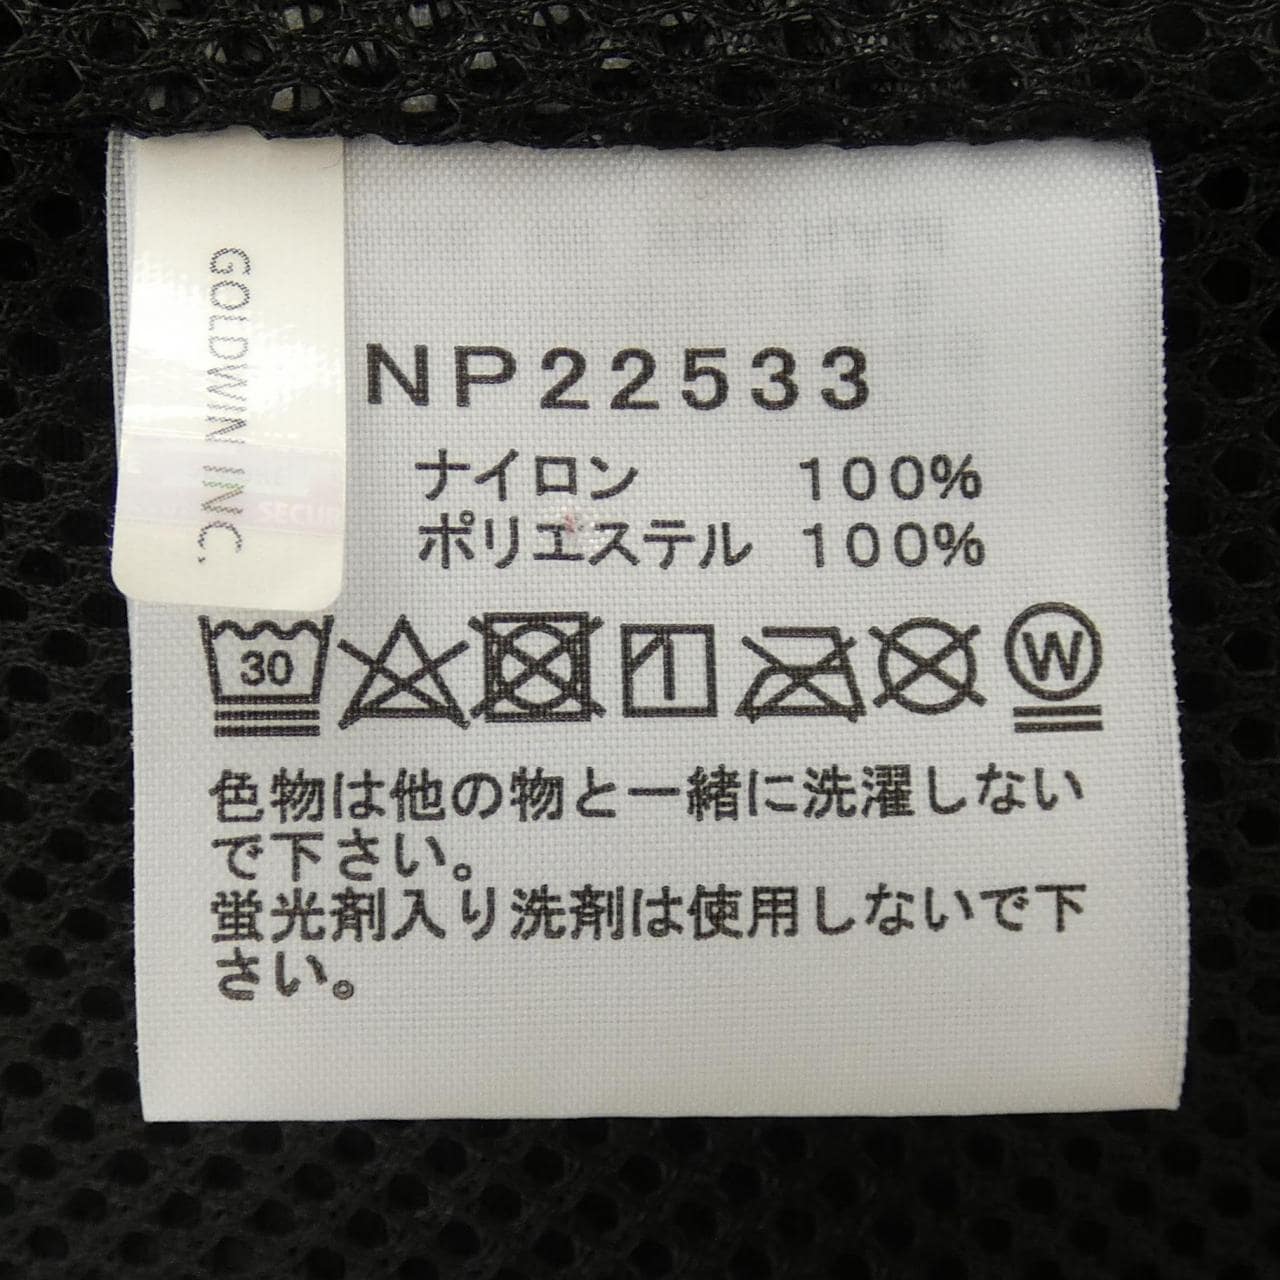 GOLDWIN INC.
NP22533
ナイロン 100%
ポリエステル 100%
30
W
色物は他の物と一緒に洗濯しない
で下さい。
蛍光剤入り洗剤は使用しないで下
さい。